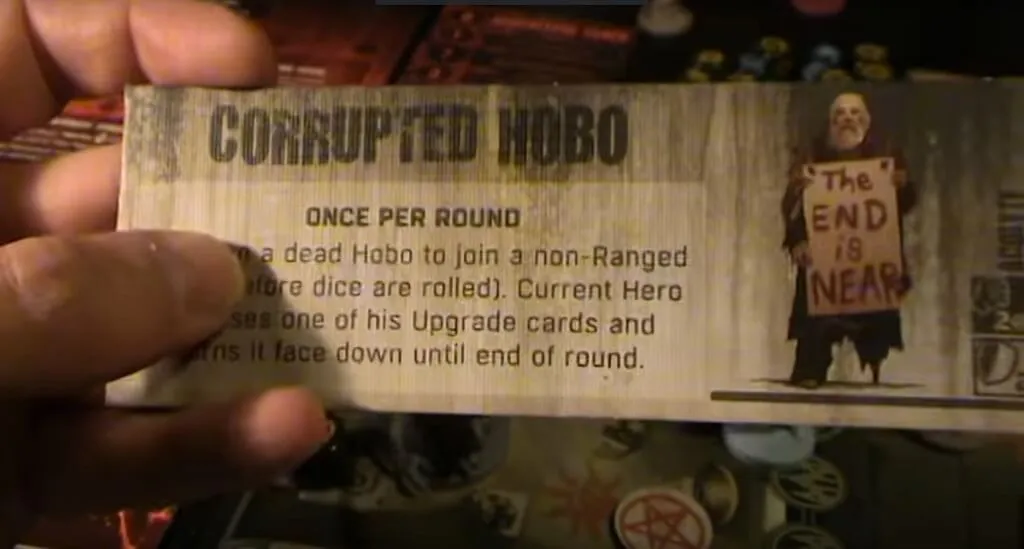 CORRUPTED HOBO
ONCE PER ROUND
a dead Hobo to join a non-Ranged
dice are rolled). Current Hero
one of his Upgrade cards and
it face down until end of round.
"The
END
is
NEAR